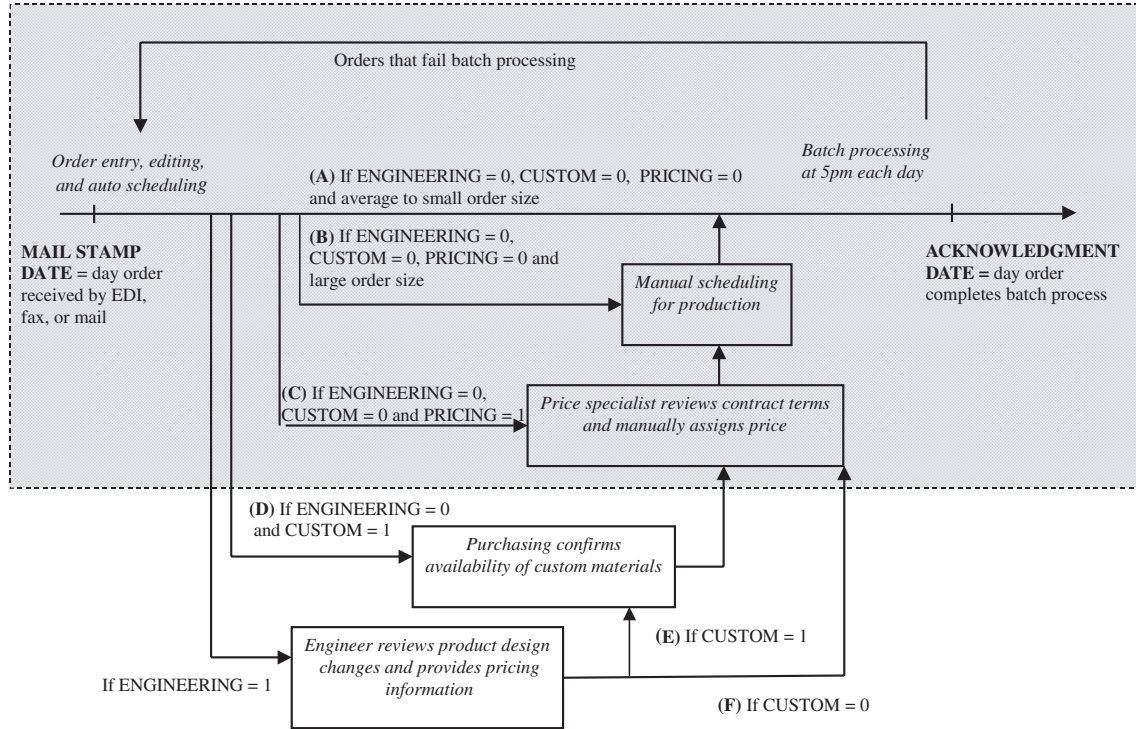 Orders that fail batch processing
Order entry, editing,
and auto scheduling
Batch processing
at 5pm each day
(A) If ENGINEERING = 0, CUSTOM = 0, PRICING = 0
and average to small order size
MAIL STAMP
DATE = day order
received by EDI,
fax, or mail
(B) If ENGINEERING = 0,
CUSTOM = 0, PRICING = 0 and
large order size
ACKNOWLEDGMENT
DATE = day order
completes batch process
Manual scheduling
for production
(C) If ENGINEERING = 0,
CUSTOM = 0 and PRICING = 1
Price specialist reviews contract terms
and manually assigns price
(D) If ENGINEERING = 0
and CUSTOM = 1
Purchasing confirms
availability of custom materials
(E) If CUSTOM = 1
Engineer reviews product design
changes and provides pricing
information
If ENGINEERING = 1
(F) If CUSTOM = 0